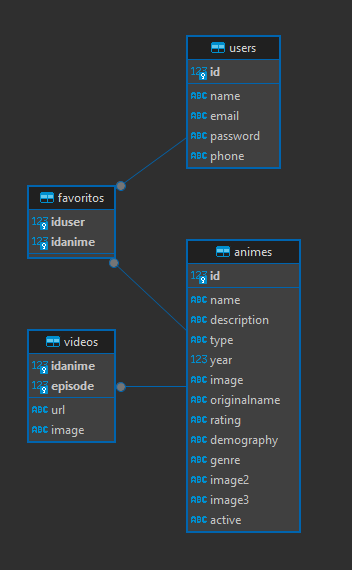 users
123 id
ABC name
ABC email
ABC password
ABC phone
favoritos
123 iduser
123 idanime
animes
123 id
ABC name
ABC description
ABC type
123 year
ABC image
ABC originalname
ABC rating
ABC demography
ABC genre
ABC image2
ABC image3
ABC active
videos
123 idanime
123 episode
ABC url
ABC image